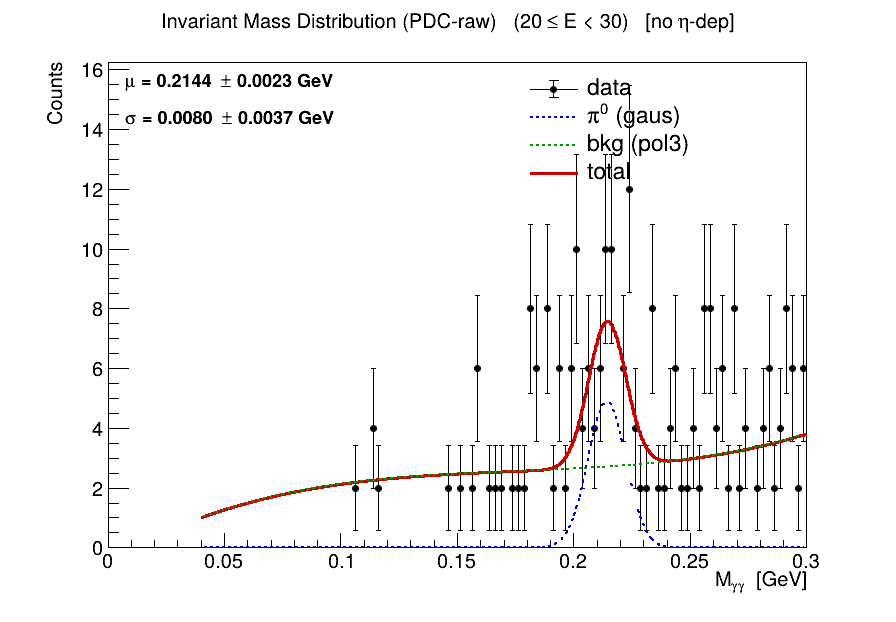 Invariant Mass Distribution (PDC-raw) (20 ≤ E < 30) [no η-dep]
Counts
μ = 0.2144 ± 0.0023 GeV
σ = 0.0080 ± 0.0037 GeV
data
π⁰ (gaus)
bkg (pol3)
total
16
14
12
10
8
6
4
2
0
0 0.05 0.1 0.15 0.2 0.25 0.3
M_γγ [GeV]